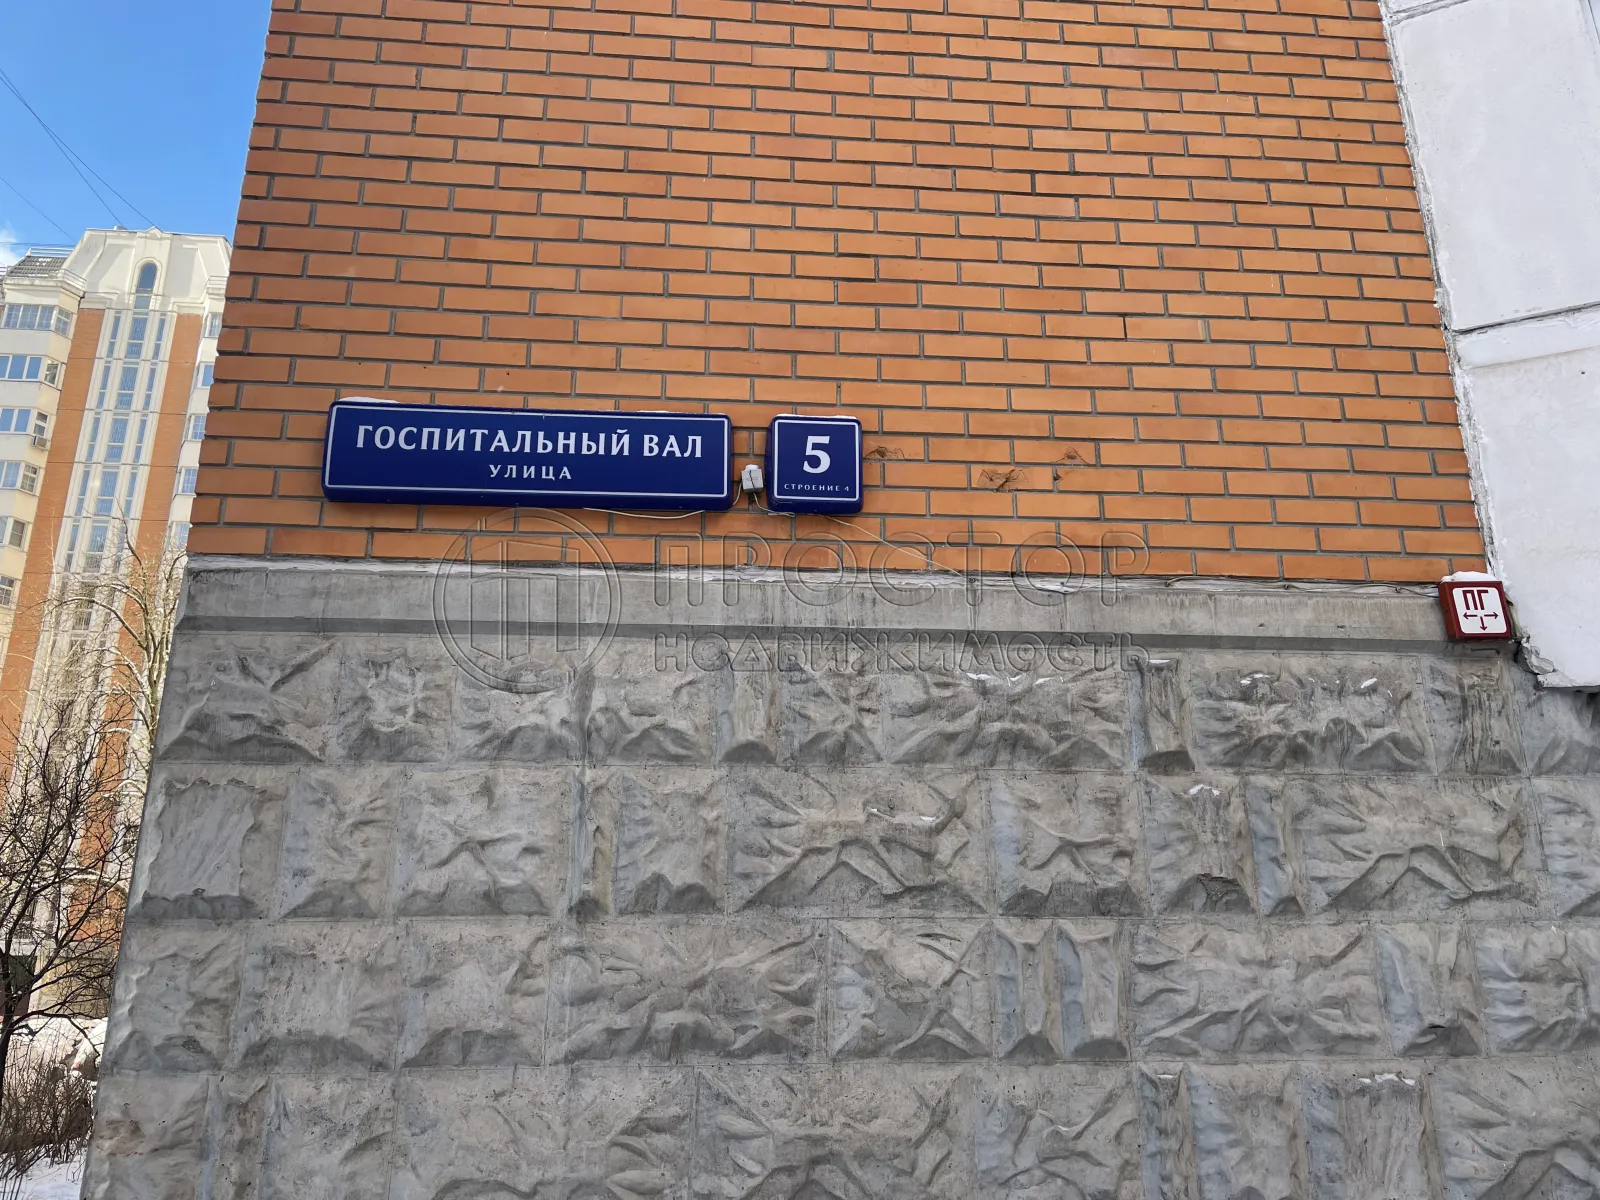 ГОСПИТАЛЬНЫЙ ВАЛ
УЛИЦА
5
СТРОЕНИЕ 4
ПРОСТОР
НЕДВИЖИМОСТЬ
ПГ